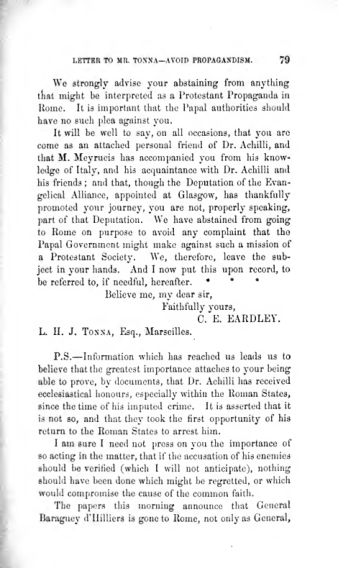 LETTER TO MR. TONNA—AVOID PROPAGANDISM. 79
We strongly advise your abstaining from anything
that might be interpreted as a Protestant Propaganda in
Rome. It is important that the Papal authorities should
have no such plea against you.
It will be well to say, on all occasions, that you are
come as an attached personal friend of Dr. Achilli, and
that M. Meyrueis has accompanied you from his know-
ledge of Italy, and his acquaintance with Dr. Achilli and
his friends; and that, though the Deputation of the Evan-
gelical Alliance, appointed at Glasgow, has thankfully
promoted your journey, you are not, properly speaking,
part of that Deputation. We have abstained from going
to Rome on purpose to avoid any complaint that the
Papal Government might make against such a mission of
a Protestant Society. We, therefore, leave the sub-
ject in your hands. And I now put this upon record, to
be referred to, if needful, hereafter. * * *
Believe me, my dear sir,
Faithfully yours,
C. E. EARDLEY.
L. H. J. TONNA, Esq., Marseilles.
P.S.—Information which has reached us leads us to
believe that the greatest importance attaches to your being
able to prove, by documents, that Dr. Achilli has received
ecclesiastical honours, especially within the Roman States,
since the time of his imputed crime. It is asserted that it
is not so, and that they took the first opportunity of his
return to the Roman States to arrest him.
I am sure I need not press on you the importance of
so acting in the matter, that if the accusation of his enemies
should be verified (which I will not anticipate), nothing
should have been done which might be regretted, or which
would compromise the cause of the common faith.
The papers this morning announce that General
Baraguey d'Hilliers is gone to Rome, not only as General,